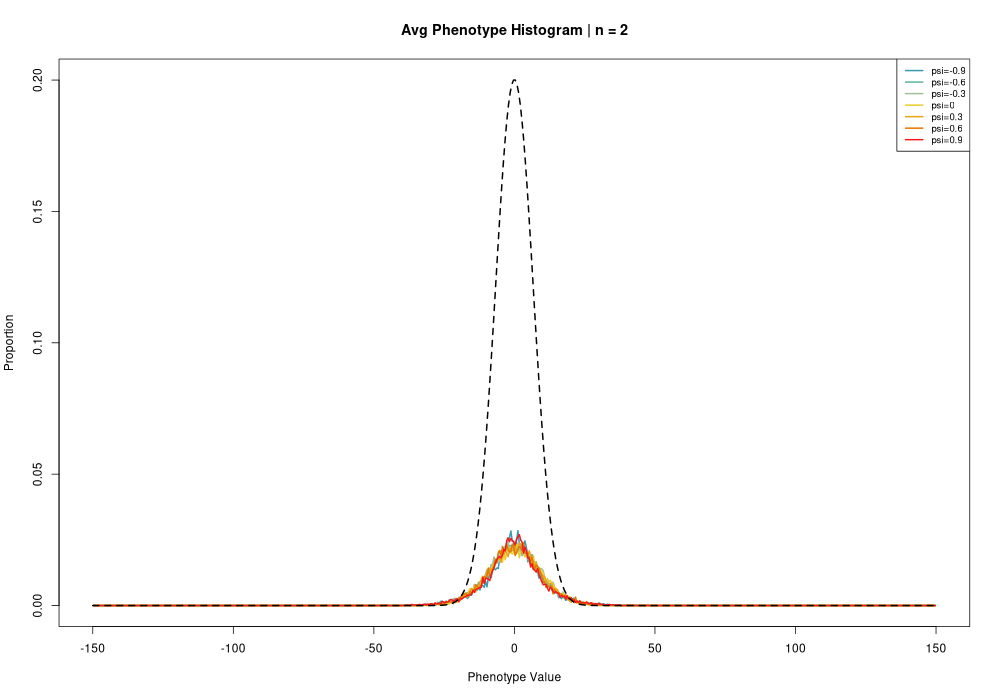 Avg Phenotype Histogram | n = 2
psi=-0.9
psi=-0.6
psi=-0.3
psi=0
psi=0.3
psi=0.6
psi=0.9
Proportion
0.20
0.15
0.10
0.05
0.00
-150 -100 -50 0 50 100 150
Phenotype Value